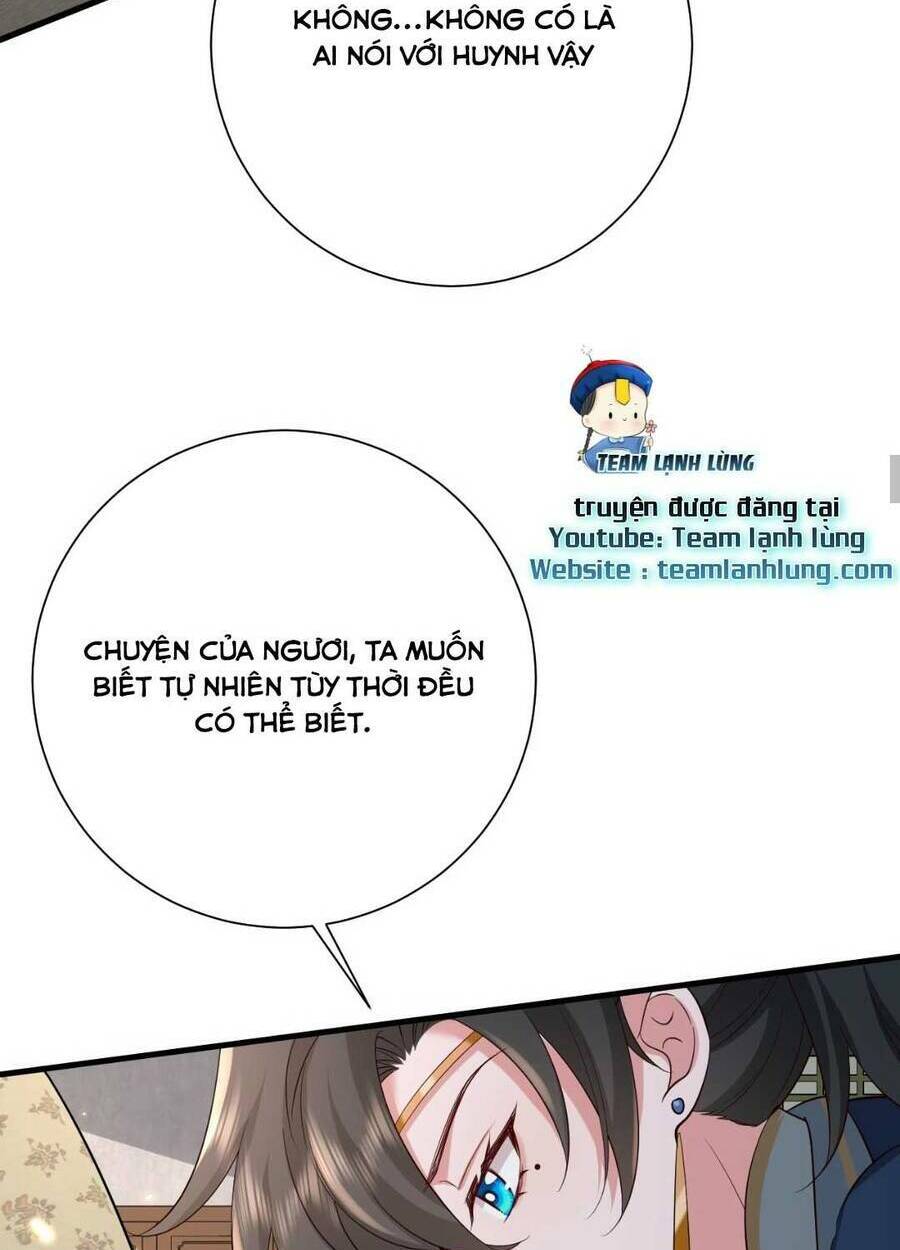 KHÔNG...KHÔNG CÓ LÀ
AI NÓI VỚI HUYNH VẬY
TEAM LẠNH LÙNG
truyện được đăng tại
Youtube: Team lạnh lùng
Website : teamlanhlung.com
CHUYỆN CỦA NGƯƠI, TA MUỐN
BIẾT TỰ NHIÊN TÙY THỜI ĐỀU
CÓ THỂ BIẾT.